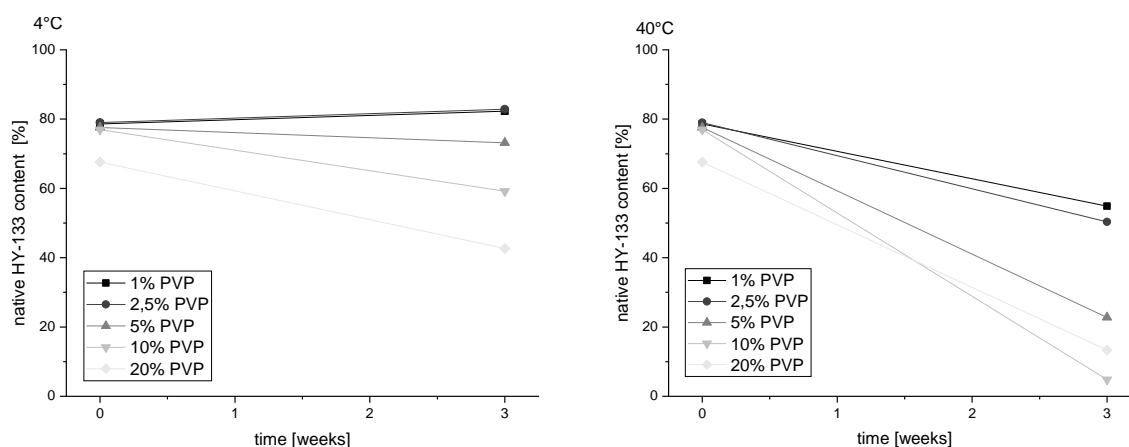 4°C
100
80
60
40
20
0
native HY-133 content [%]
1% PVP
2,5% PVP
5% PVP
10% PVP
20% PVP
0
1
2
3
time [weeks]
40°C
100
80
60
40
20
0
native HY-133 content [%]
1% PVP
2,5% PVP
5% PVP
10% PVP
20% PVP
0
1
2
3
time [weeks]